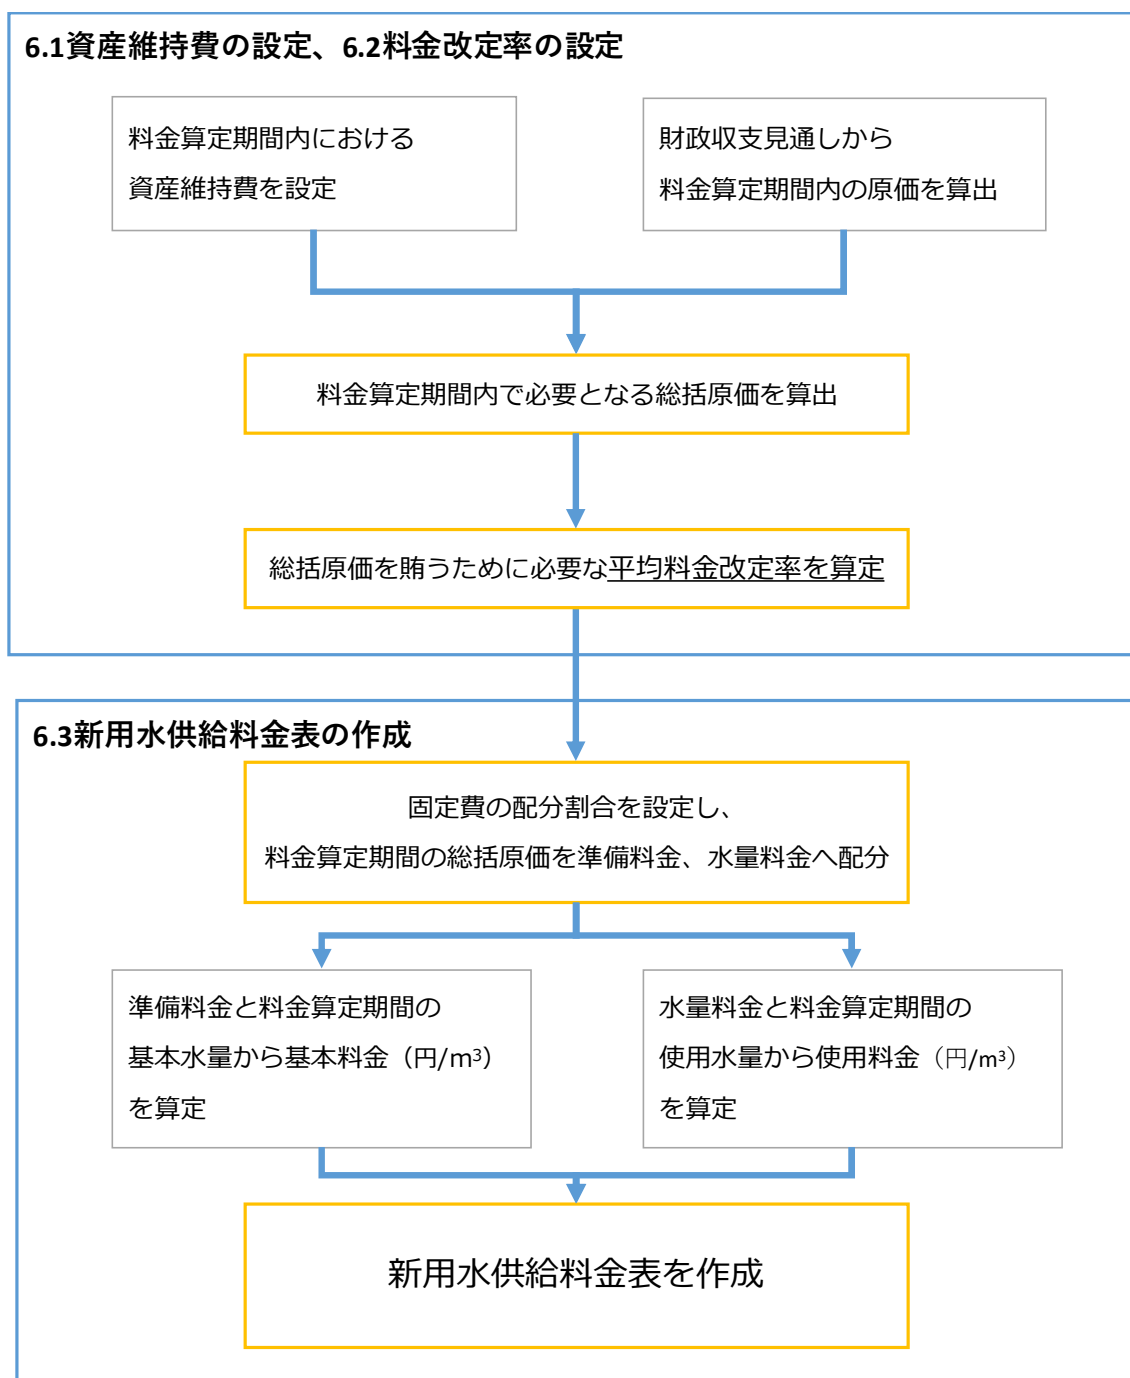 6.1資産維持費の設定、6.2料金改定率の設定
料金算定期間内における
資産維持費を設定
財政収支見通しから
料金算定期間内の原価を算出
料金算定期間内で必要となる総括原価を算出
総括原価を賄うために必要な平均料金改定率を算定
6.3新用水供給料金表の作成
固定費の配分割合を設定し、
料金算定期間の総括原価を準備料金、水量料金へ配分
準備料金と料金算定期間の
基本水量から基本料金（円/m³）
を算定
水量料金と料金算定期間の
使用水量から使用料金（円/m³）
を算定
新用水供給料金表を作成